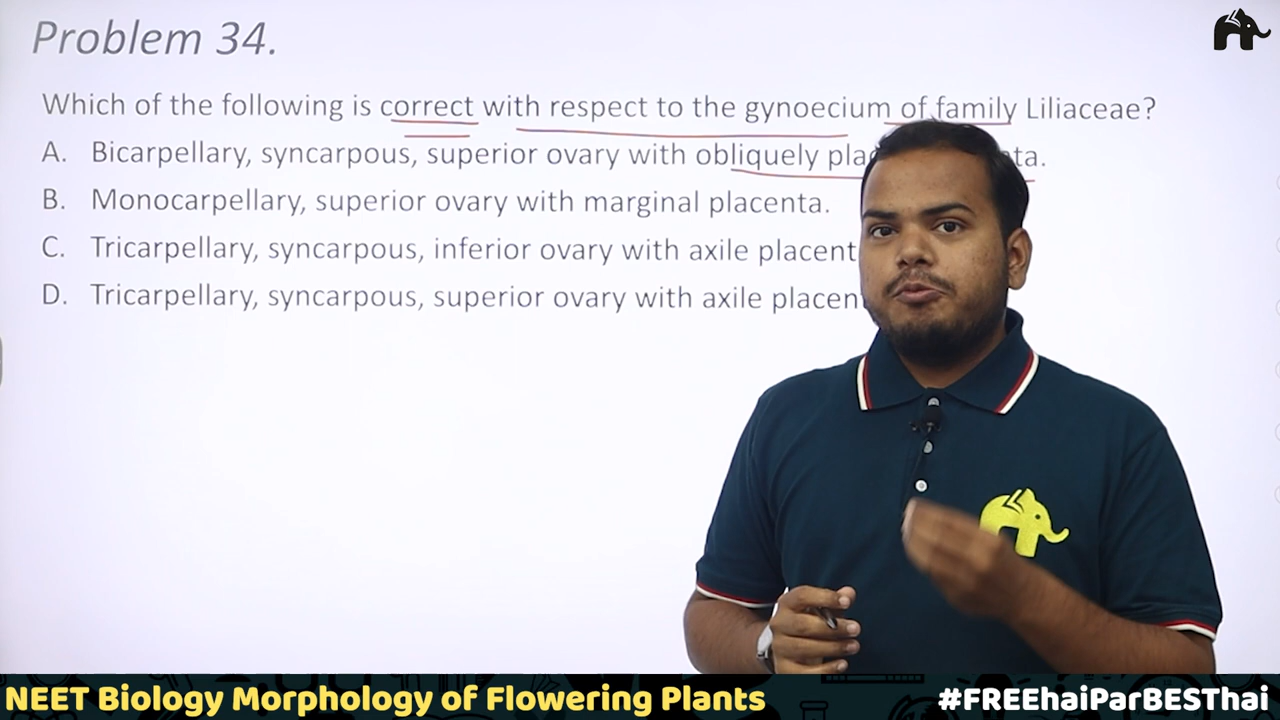 Problem 34.
Which of the following is correct with respect to the gynoecium of family Liliaceae?
A. Bicarpellary, syncarpous, superior ovary with obliquely
B. Monocarpellary, superior ovary with marginal placenta.
C. Tricarpellary, syncarpous, inferior ovary with axile placent
D. Tricarpellary, syncarpous, superior ovary with axile placen
NEET Biology Morphology of Flowering Plants
#FREEhaiParBESThai